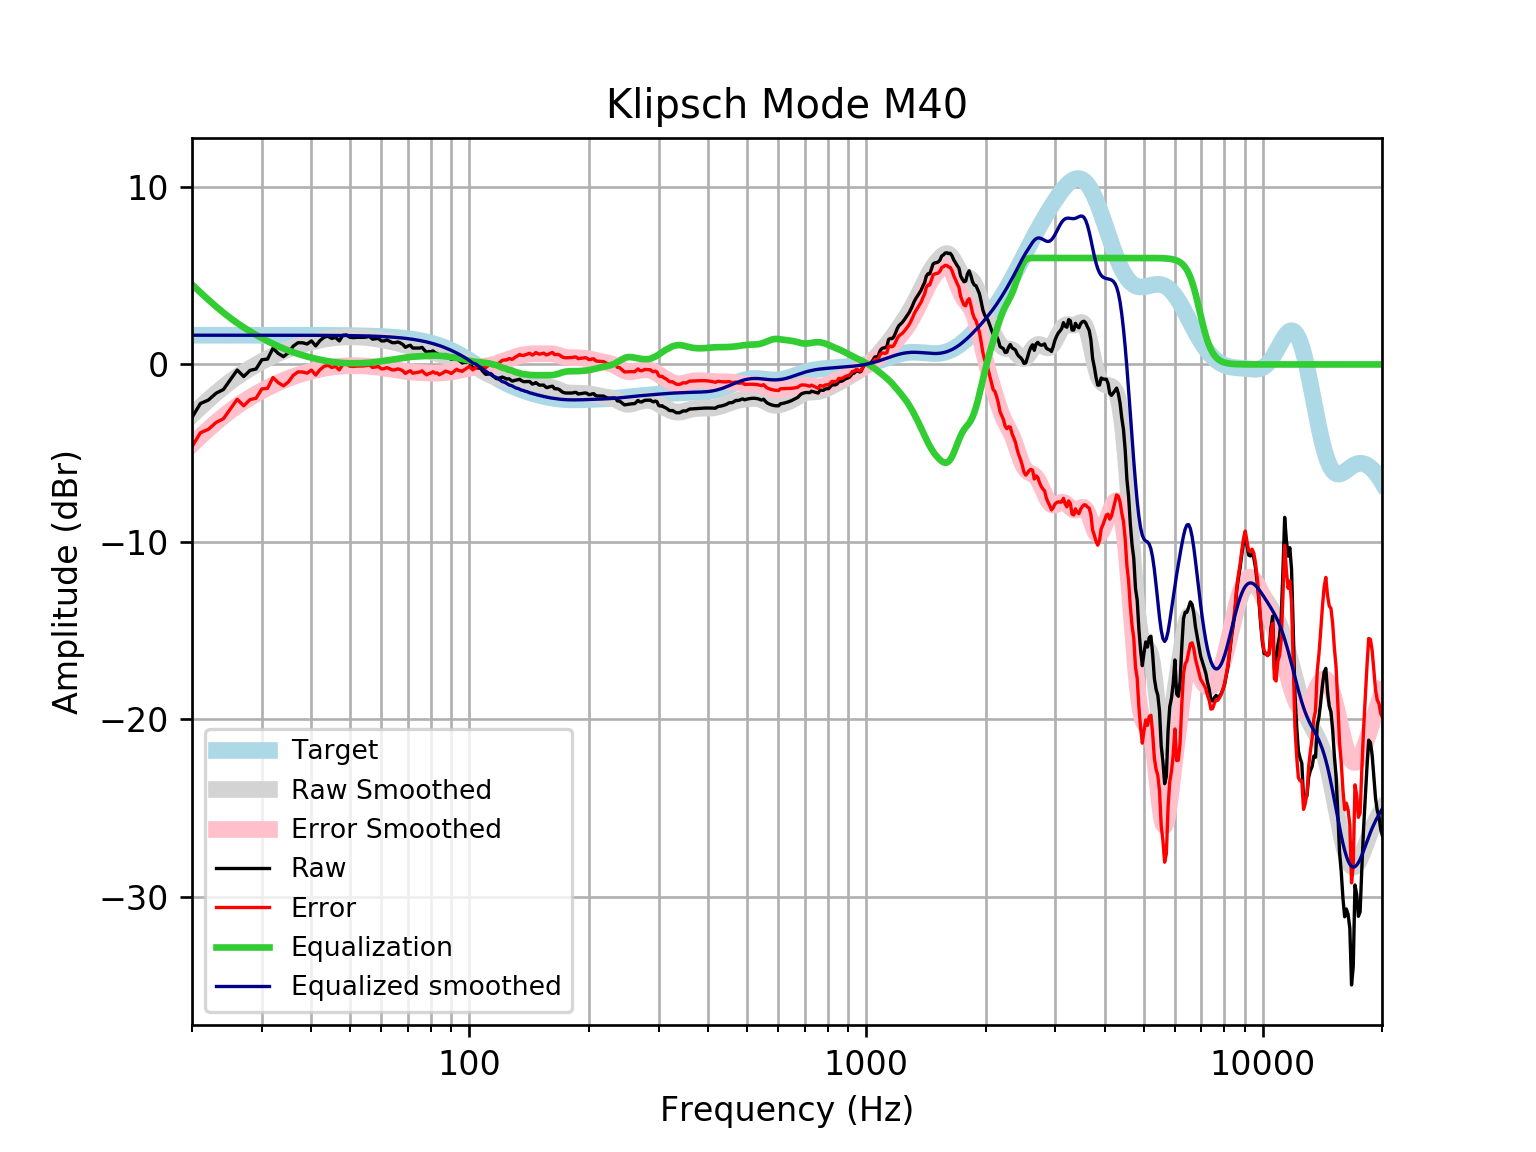 Klipsch Mode M40
10
0
−10
−20
−30
Amplitude (dBr)
Target
Raw Smoothed
Error Smoothed
Raw
Error
Equalization
Equalized smoothed
100
1000
10000
Frequency (Hz)